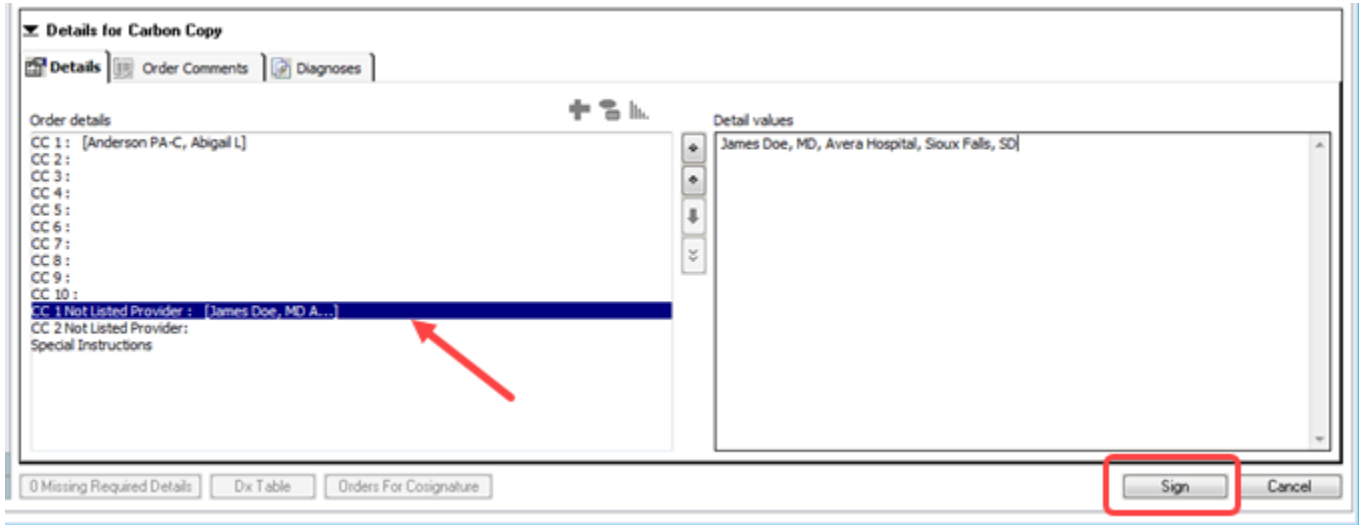 Details for Carbon Copy
Details
Order Comments
Diagnoses
Order details
Detail values
CC 1 : [Anderson PA-C, Abigail L]
CC 2 :
CC 3 :
CC 4 :
CC 5 :
CC 6 :
CC 7 :
CC 8 :
CC 9 :
CC 10 :
CC 1 Not Listed Provider : [James Doe, MD A...]
CC 2 Not Listed Provider:
Special Instructions
James Doe, MD, Avera Hospital, Sioux Falls, SD
0 Missing Required Details
Dx Table
Orders For Cosignature
Sign
Cancel